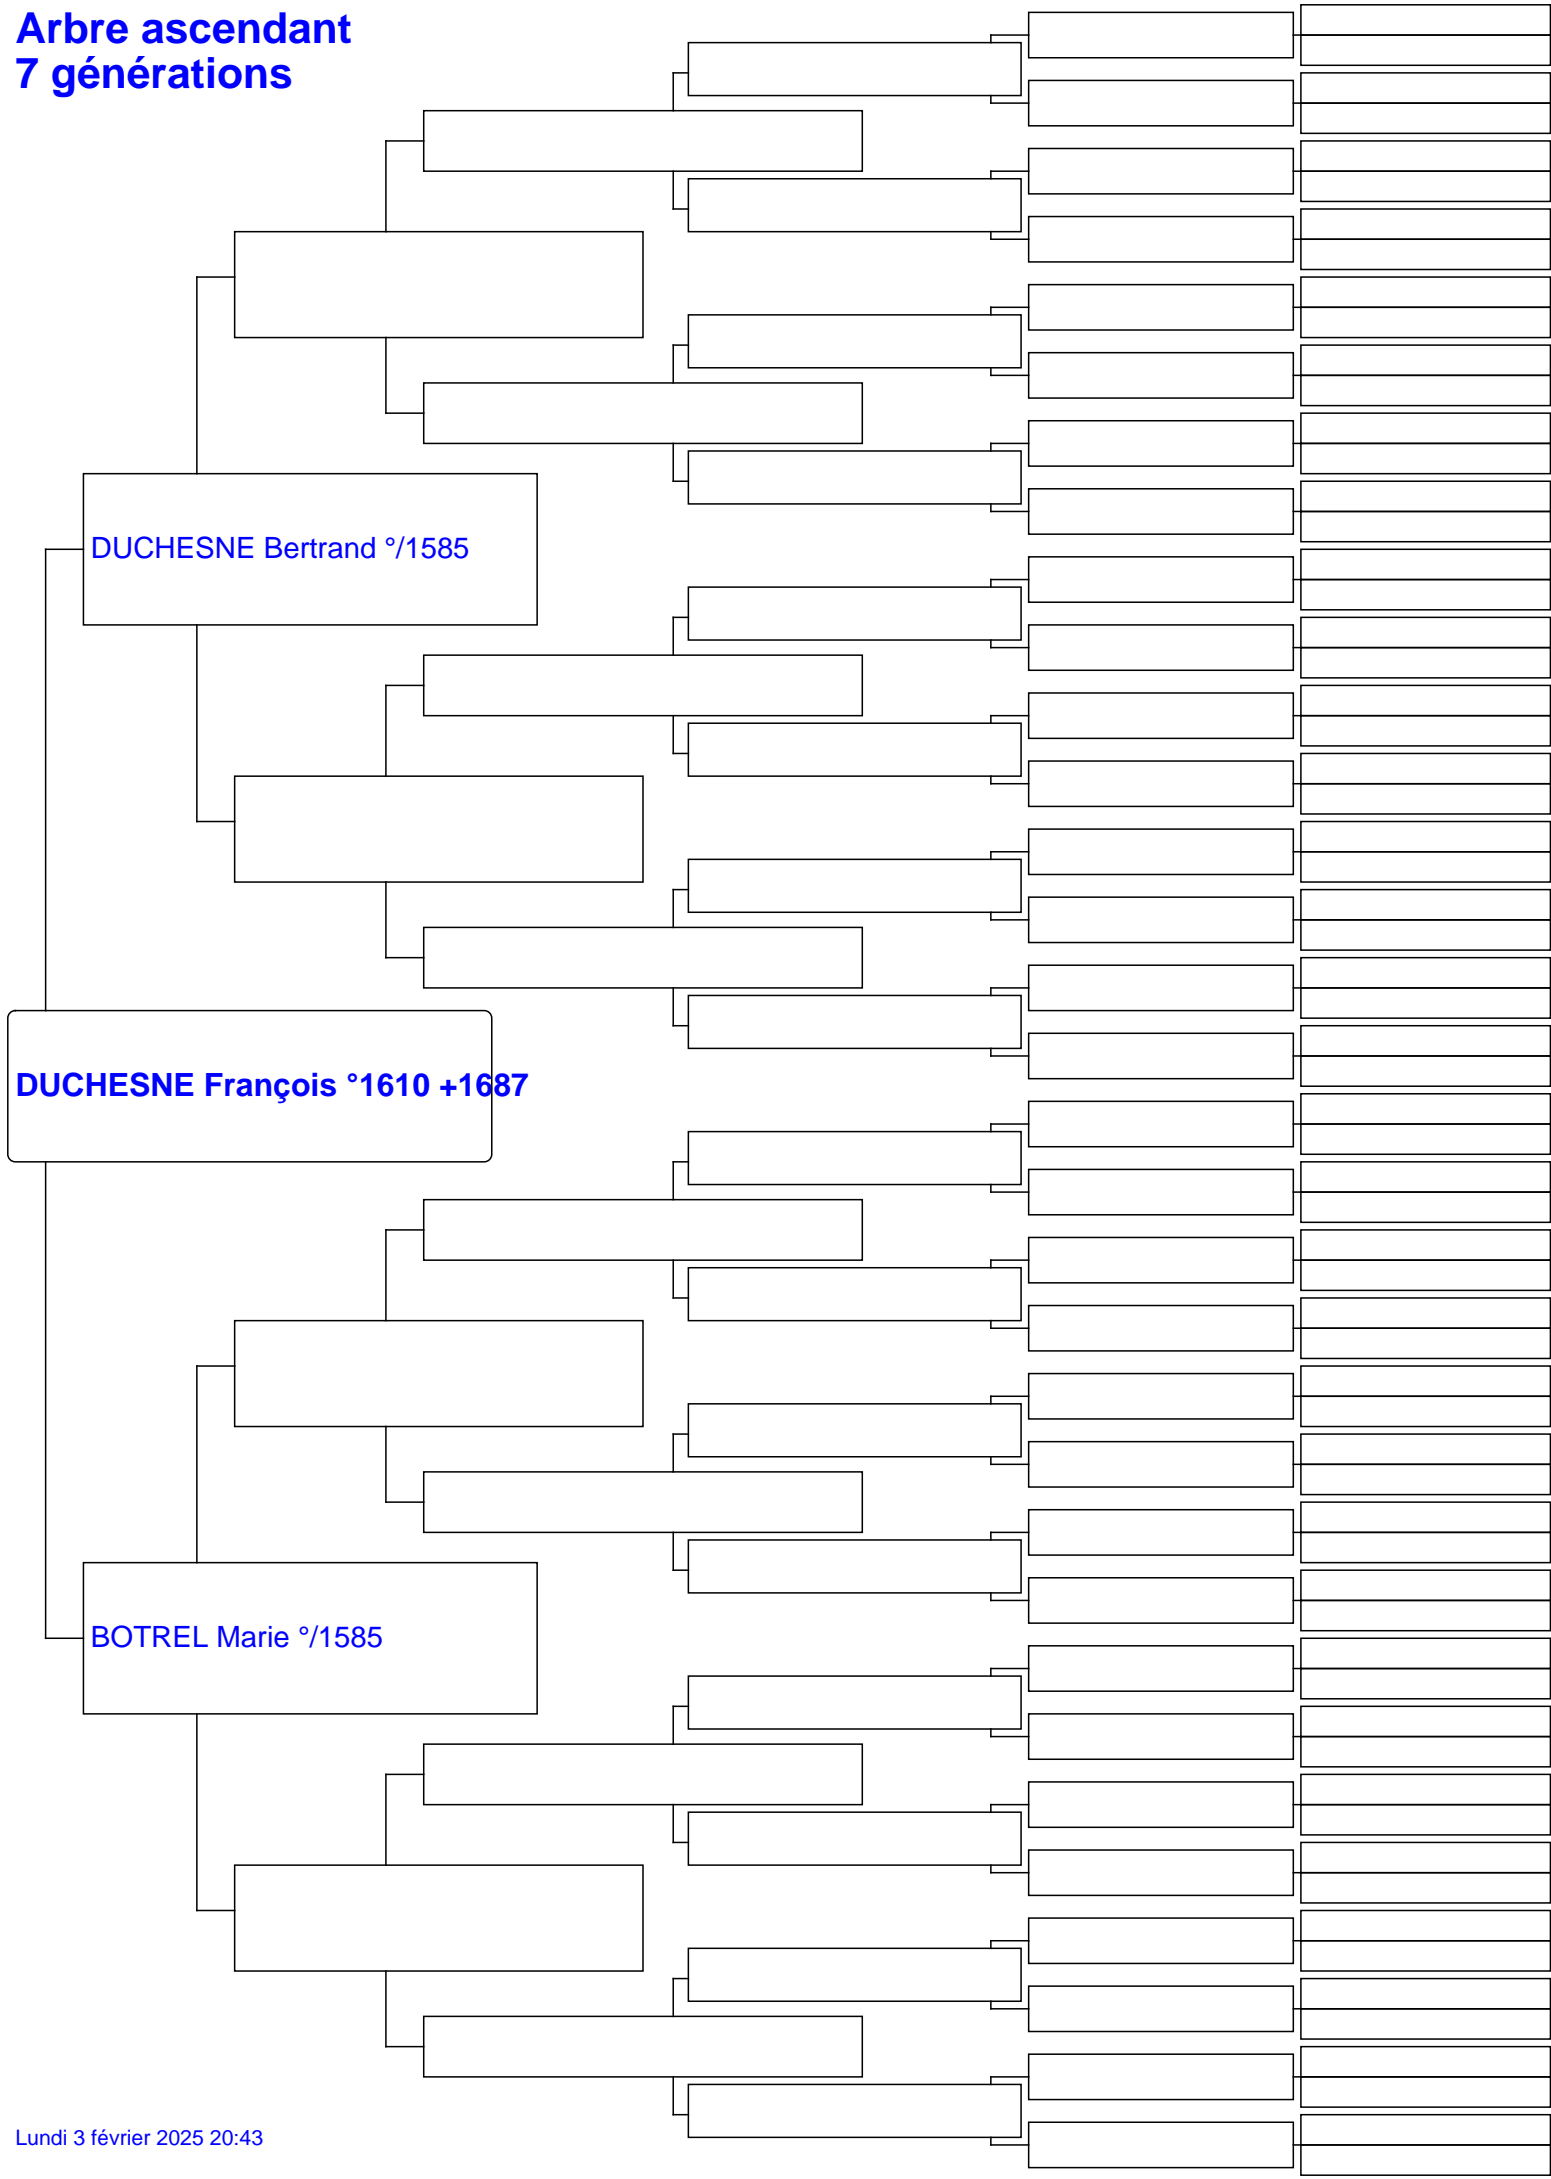 Arbre ascendant
7 générations
DUCHESNE Bertrand °/1585
DUCHESNE François °1610 +1687
BOTREL Marie °/1585
Lundi 3 février 2025 20:43